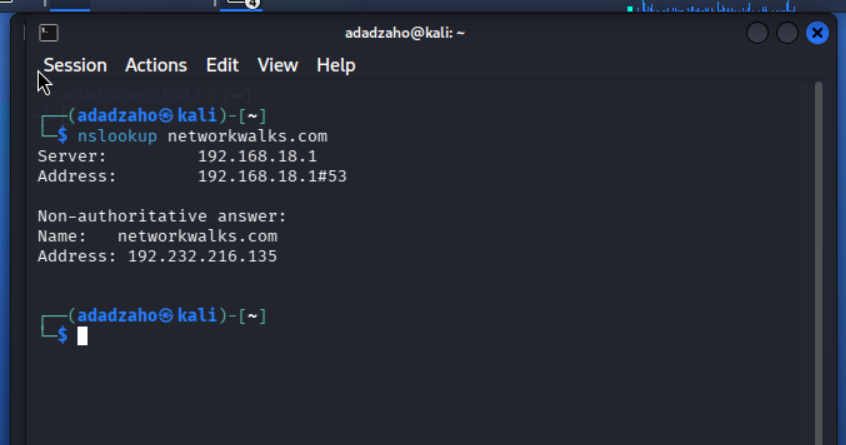 4
adadzaho@kali: ~
Session Actions Edit View Help
┌──(adadzaho㉿kali)-[~]
└─$ nslookup networkwalks.com
Server:         192.168.18.1
Address:        192.168.18.1#53
Non-authoritative answer:
Name:   networkwalks.com
Address: 192.232.216.135
┌──(adadzaho㉿kali)-[~]
└─$